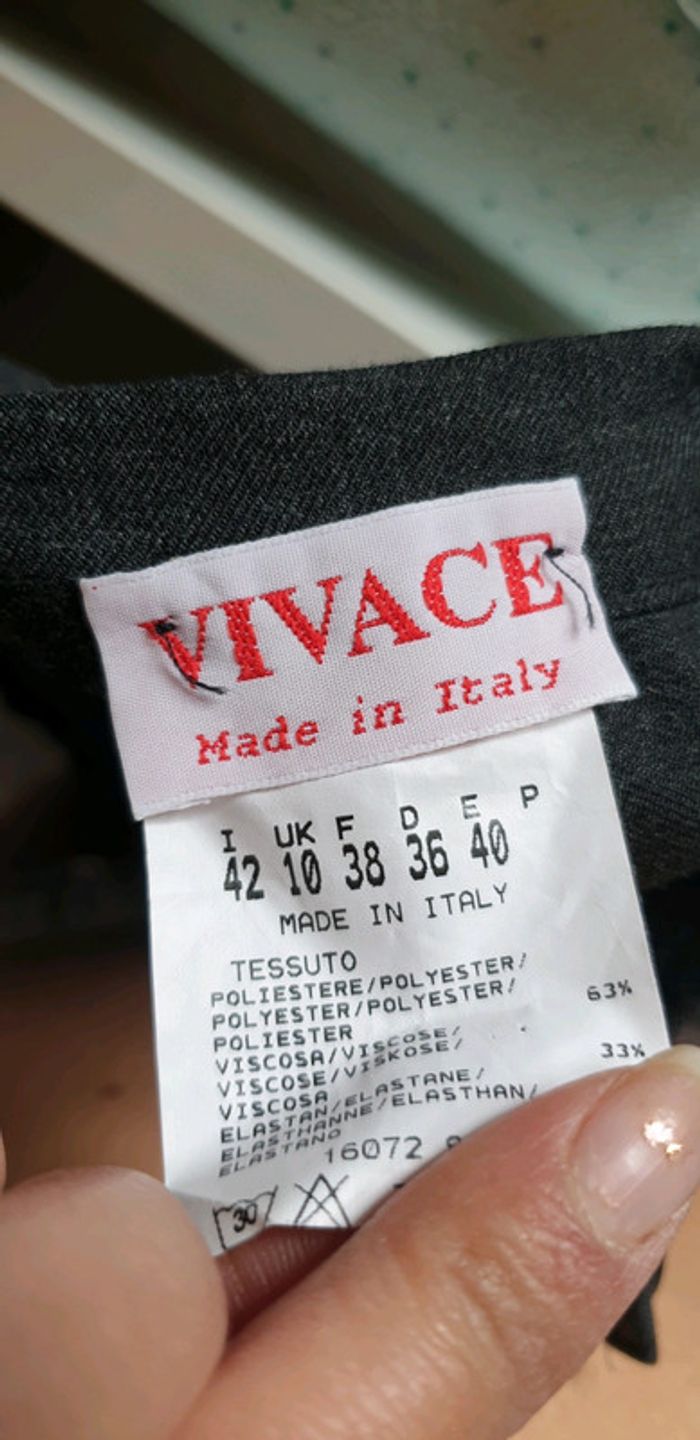 VIVACE
Made in Italy
I UK F D E P
42 10 38 36 40
MADE IN ITALY
TESSUTO
POLIESTERE/POLYESTER/
POLYESTER/POLYESTER/ 63%
POLIESTER
VISCOSA/VISCOSE/
VISCOSE/VISKOSE/ 33%
VISCOSA
ELASTAN/ELASTANE/
ELASTHANNE/ELASTHAN/
ELASTANO
16072
30